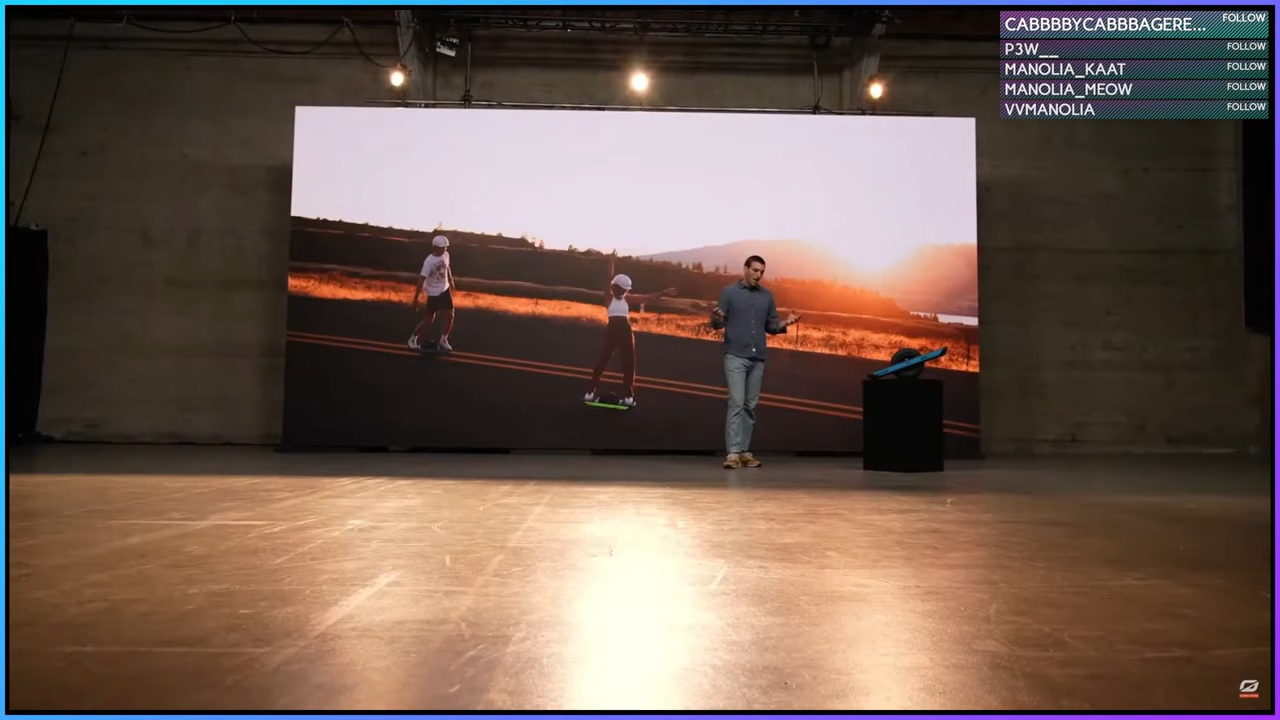 CABBBBYCABBBAGERE... FOLLOW
P3W__ FOLLOW
MANOLIA_KAAT FOLLOW
MANOLIA_MEOW FOLLOW
VVMANOLIA FOLLOW